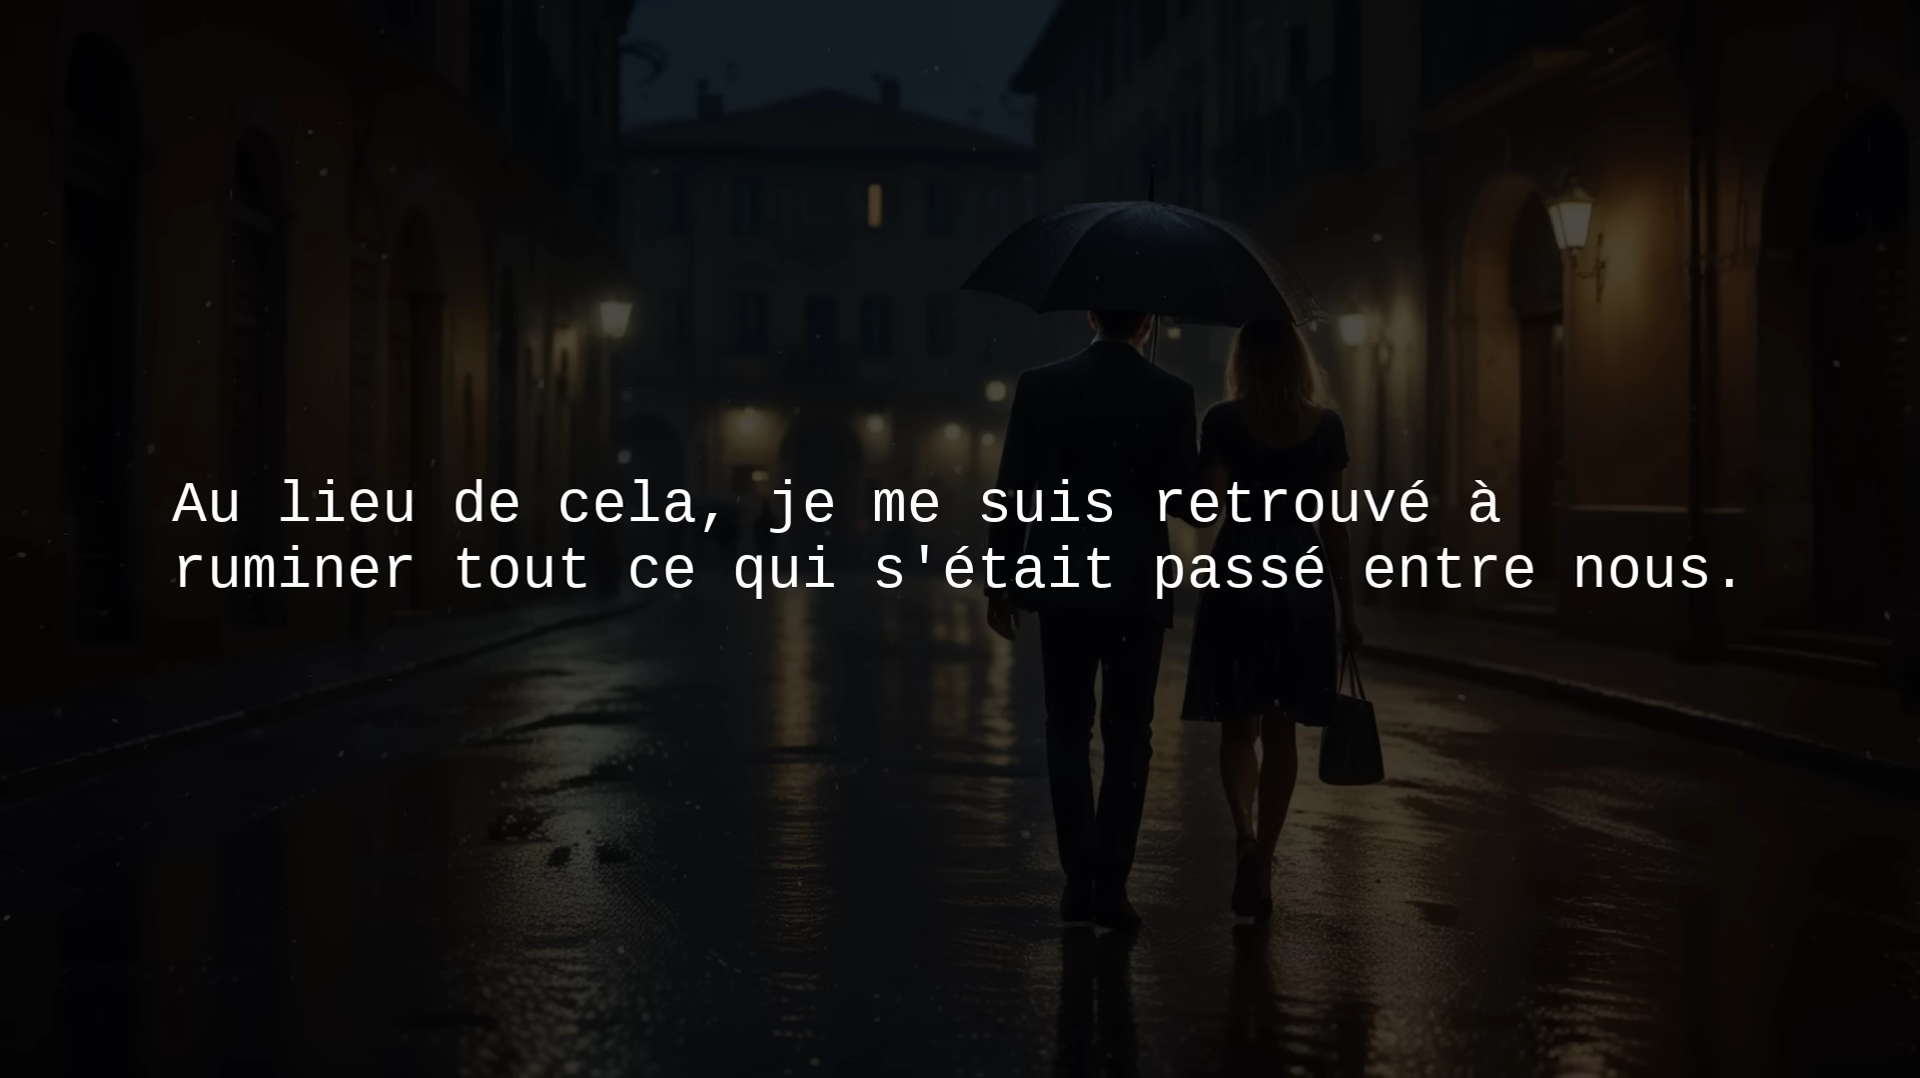 Au lieu de cela, je me suis retrouvé à
ruminer tout ce qui s'était passé entre nous.